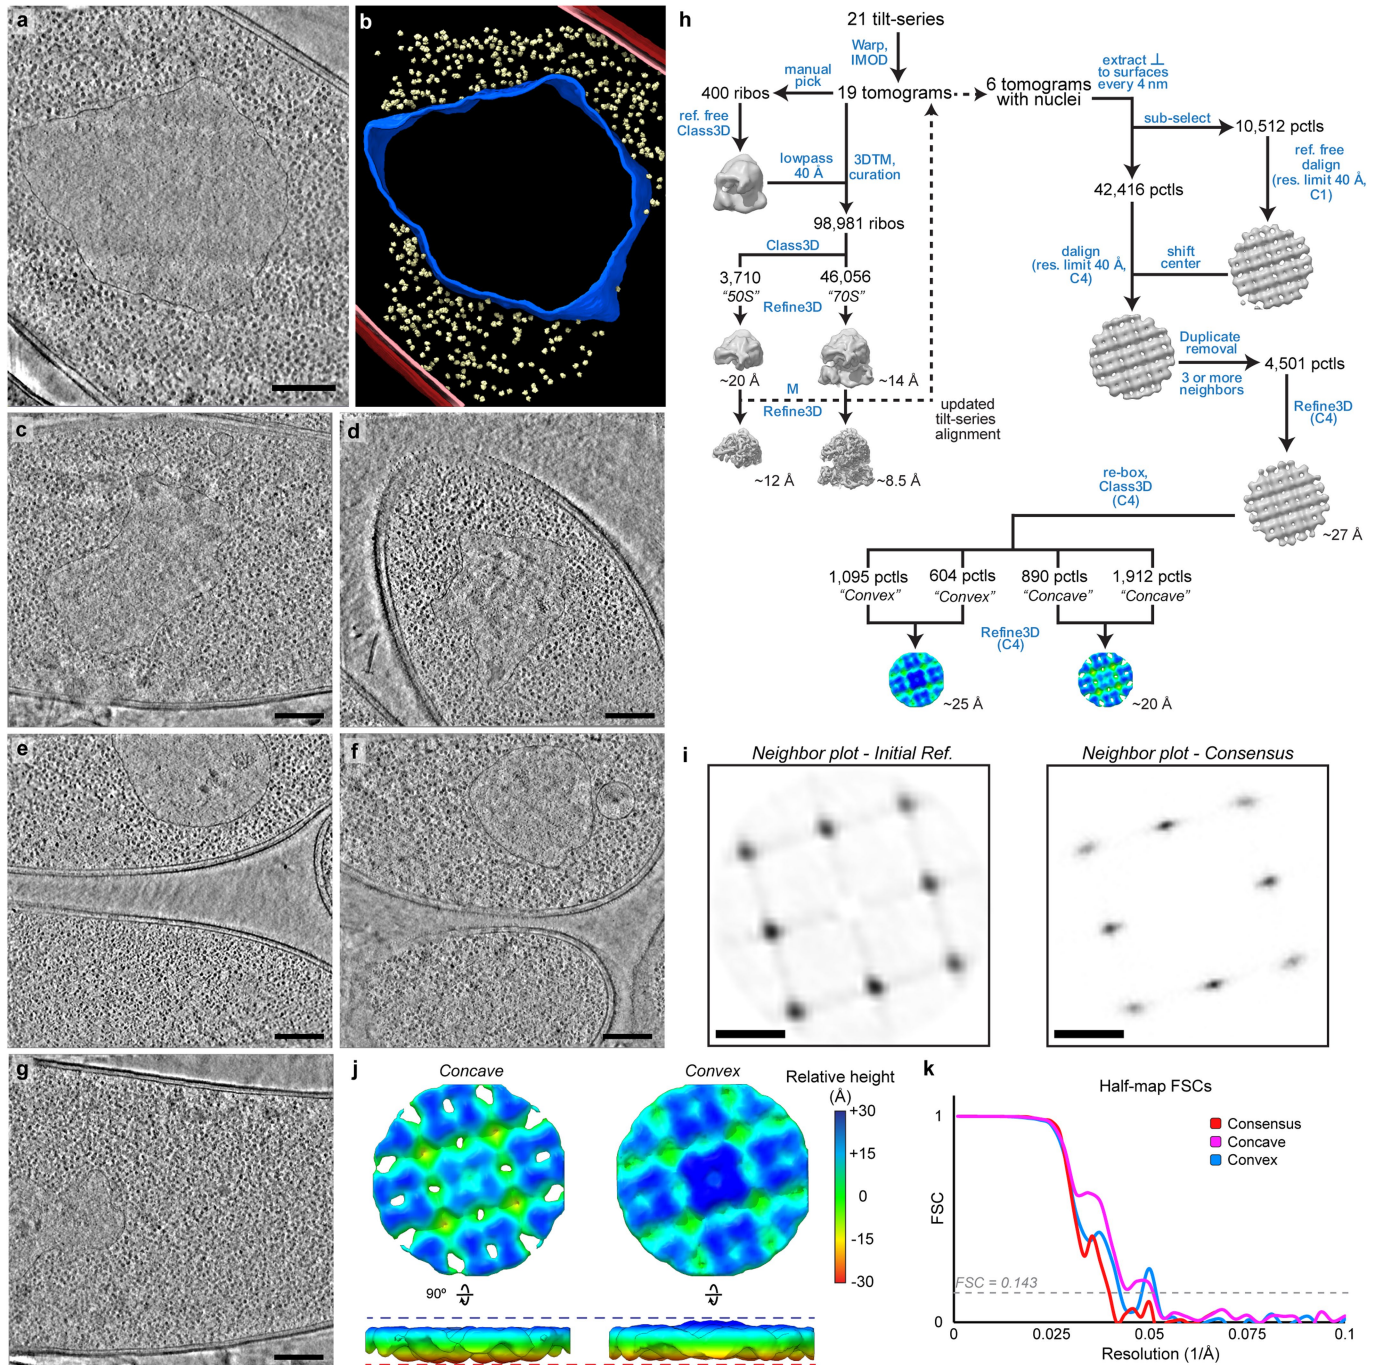 a
b
c
d
e
f
g
h
21 tilt-series
Warp,
IMOD
manual
pick
400 ribos
19 tomograms
6 tomograms
with nuclei
extract ⊥
to surfaces
every 4 nm
sub-select
10,512 pctls
ref. free
Class3D
lowpass
40 Å
3DTM,
curation
ref. free
dalign
(res. limit 40 Å,
C1)
42,416 pctls
98,981 ribos
Class3D
3,710
"50S"
46,056
"70S"
Refine3D
dalign
(res. limit 40 Å,
C4)
shift
center
~20 Å
~14 Å
M
Refine3D
updated
tilt-series
alignment
~12 Å
~8.5 Å
Duplicate
removal
3 or more
neighbors
4,501 pctls
Refine3D
(C4)
~27 Å
re-box,
Class3D
(C4)
1,095 pctls
"Convex"
604 pctls
"Convex"
890 pctls
"Concave"
1,912 pctls
"Concave"
Refine3D
(C4)
~25 Å
~20 Å
i
Neighbor plot - Initial Ref.
Neighbor plot - Consensus
j
Concave
Convex
Relative height
(Å)
+30
+15
0
-15
-30
90º
k
Half-map FSCs
Consensus
Concave
Convex
FSC
1
FSC = 0.143
0
0
0.025
0.05
0.075
0.1
Resolution (1/Å)